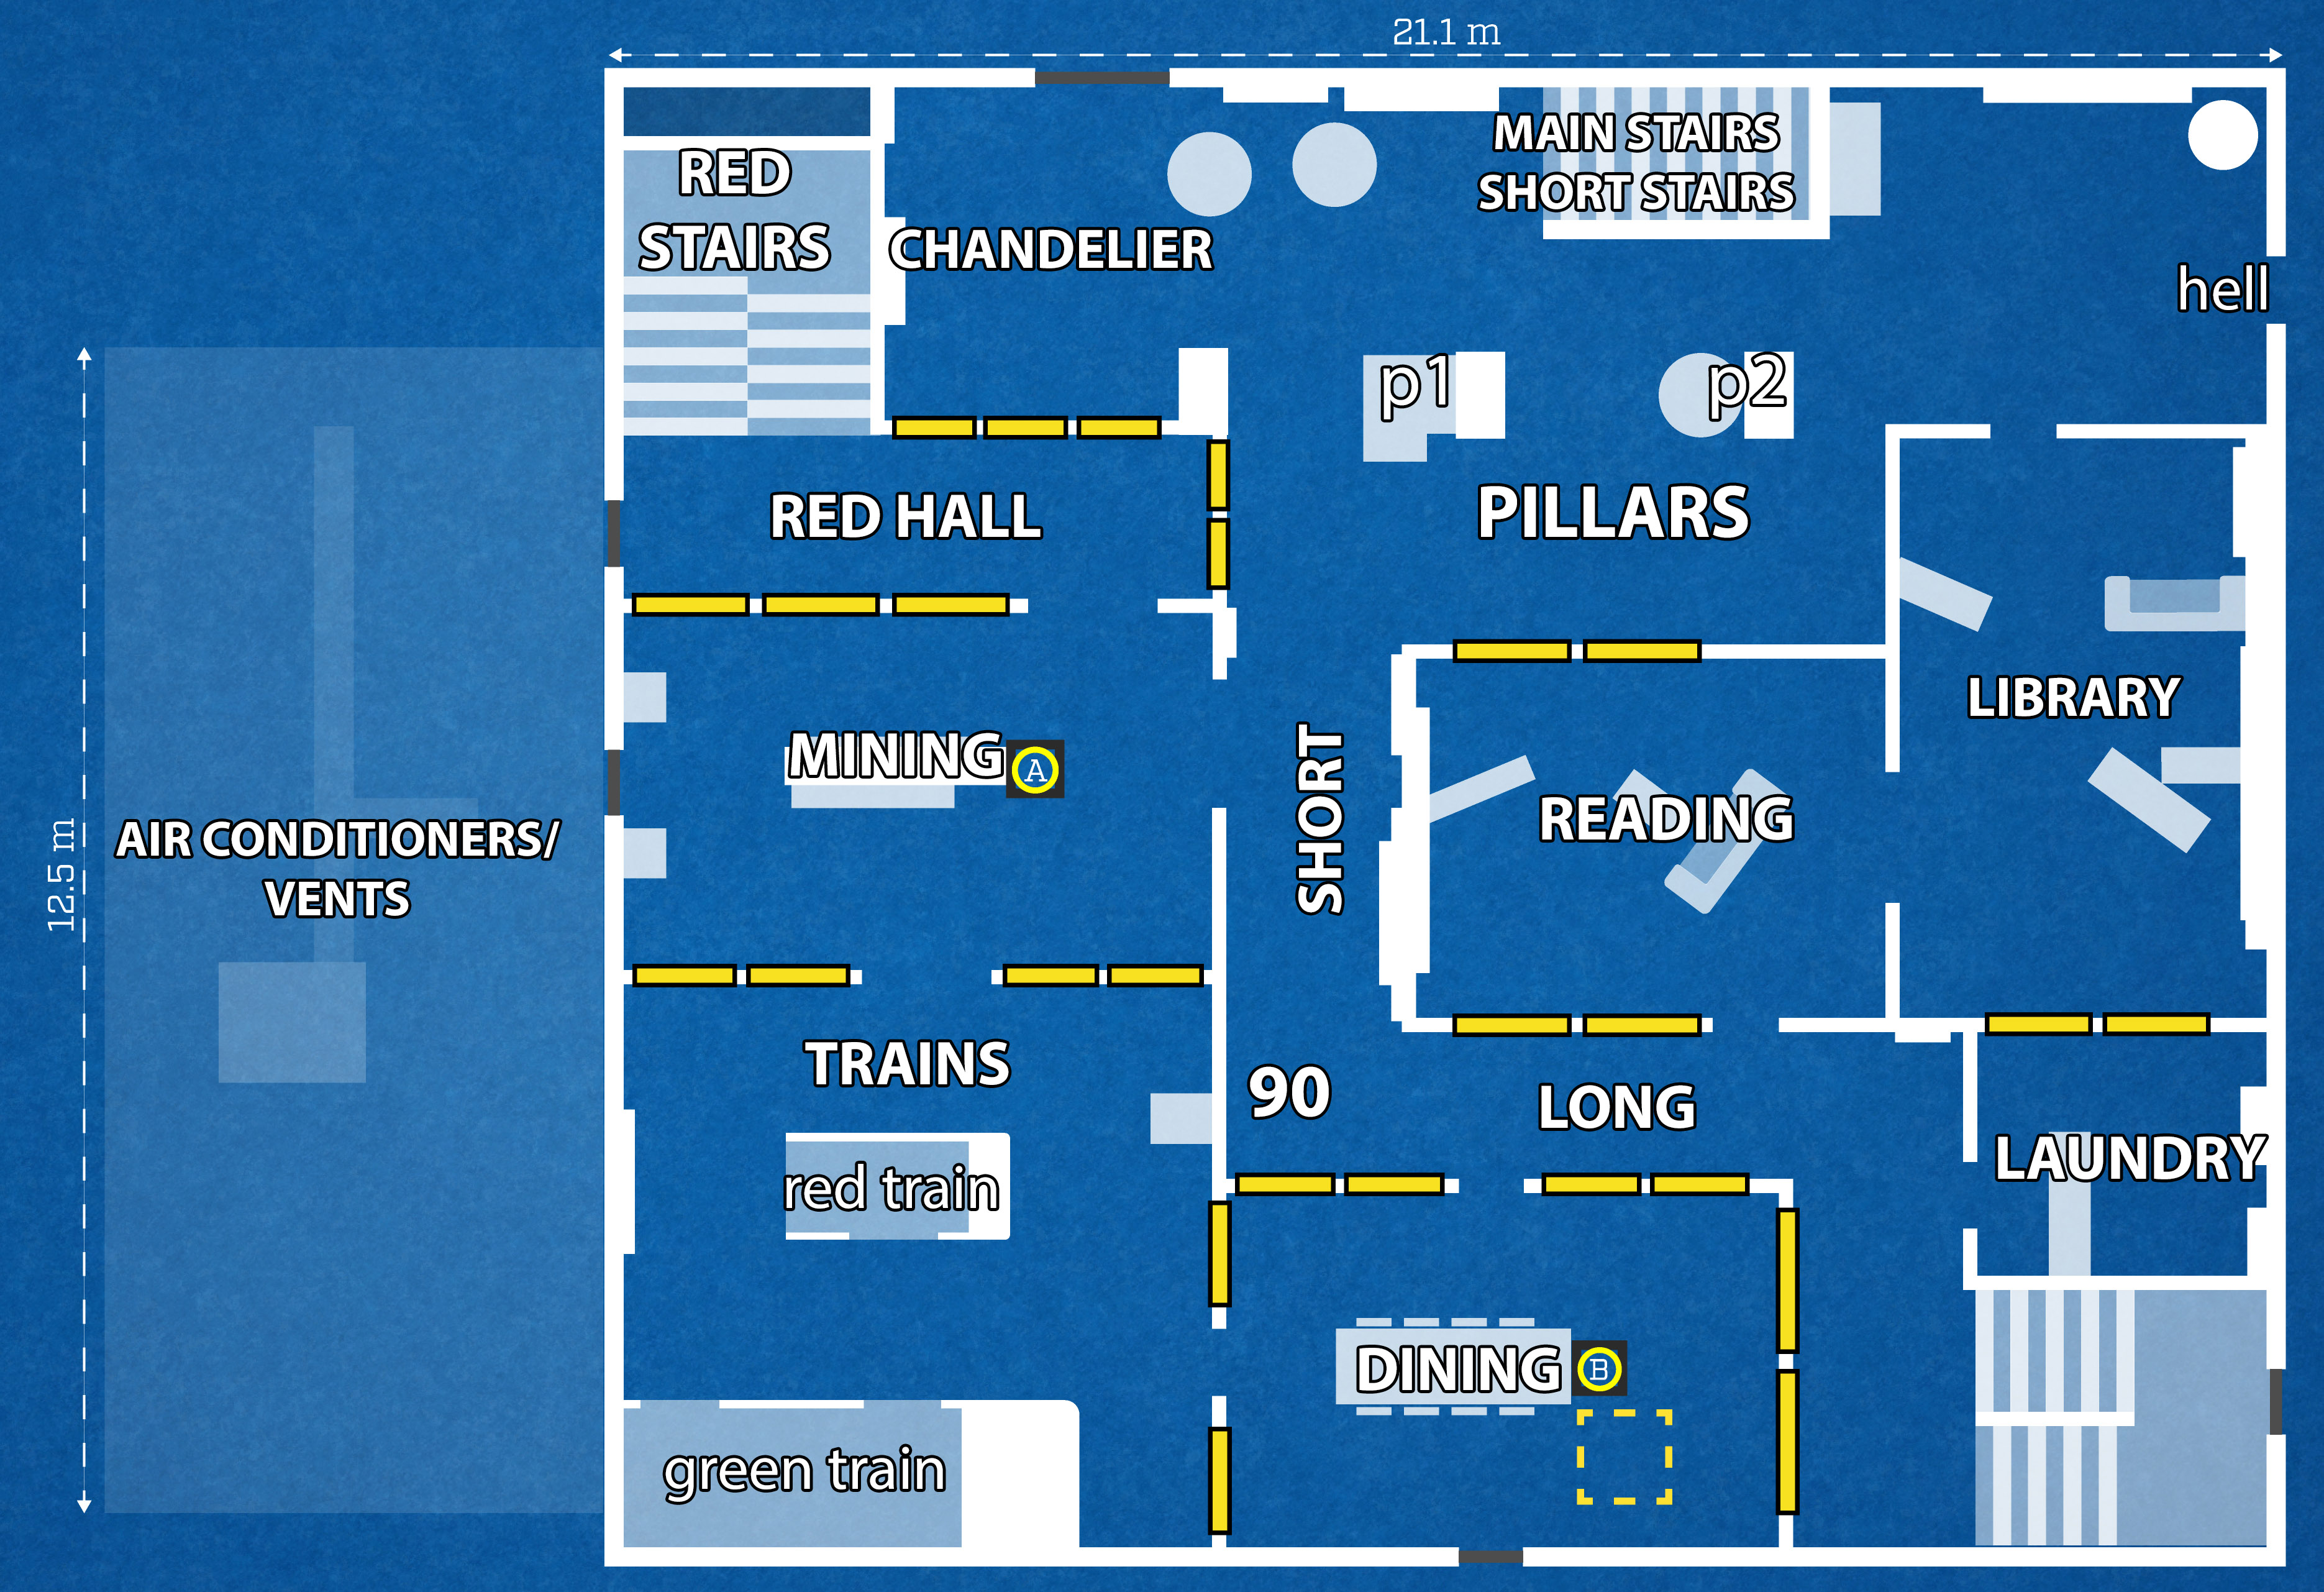 21.1 m
MAIN STAIRS
SHORT STAIRS
RED
STAIRS
CHANDELIER
hell
p1
p2
RED HALL
PILLARS
LIBRARY
MINING
A
SHORT
READING
12.5 m
AIR CONDITIONERS/
VENTS
TRAINS
90
LONG
LAUNDRY
red train
DINING
B
green train